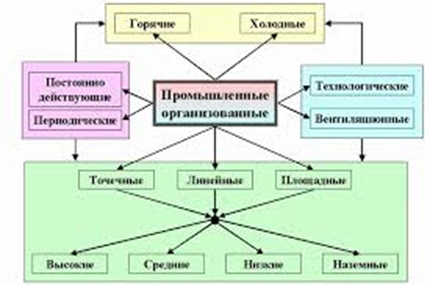 Горячие Холодные
Постоянно
действующие
Периодические
Промышленные
организованные
Технологические
Вентиляционные
Точечные Линейные Площадные
Высокие Средние Низкие Наземные